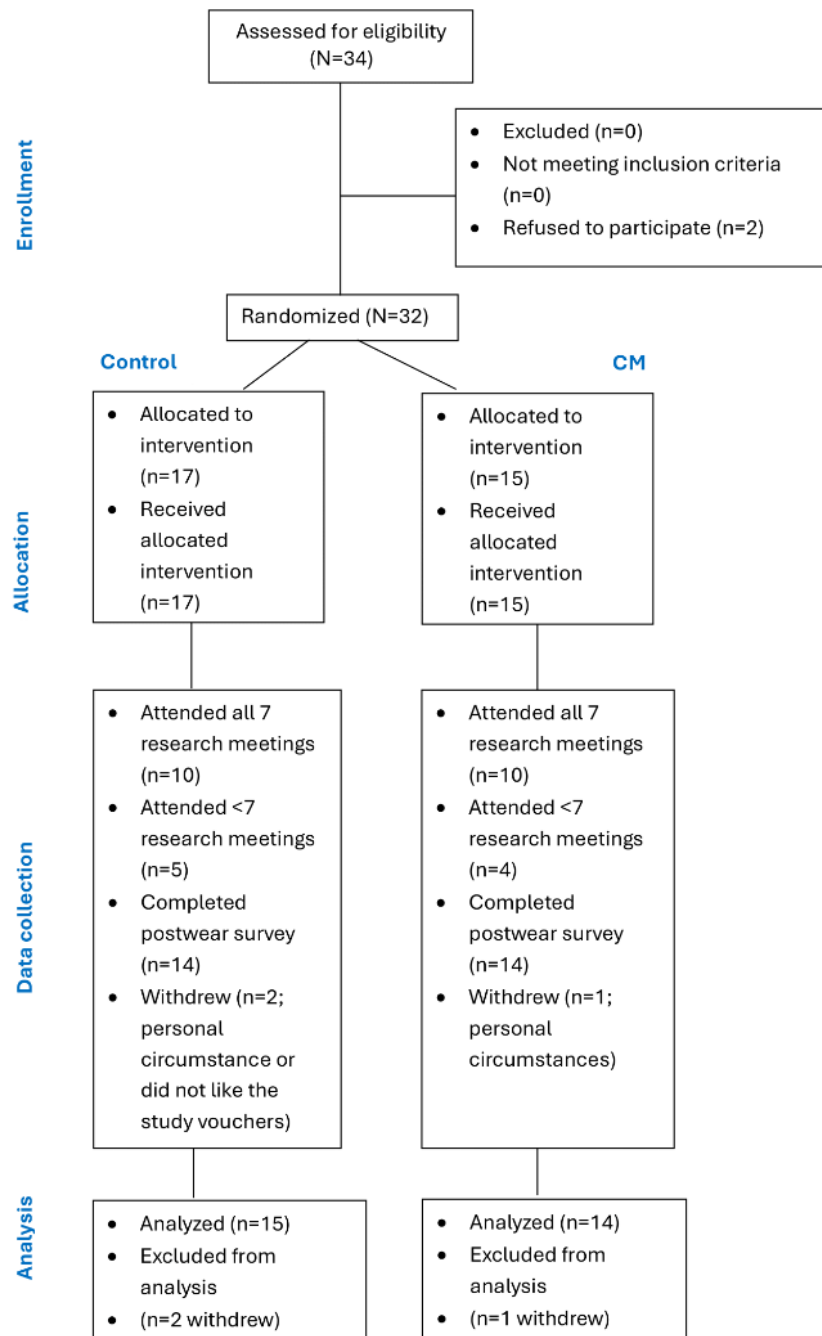 Assessed for eligibility
(N=34)
Enrollment
• Excluded (n=0)
• Not meeting inclusion criteria
(n=0)
• Refused to participate (n=2)
Randomized (N=32)
Control
CM
Allocation
• Allocated to
intervention
(n=17)
• Received
allocated
intervention
(n=17)
• Allocated to
intervention
(n=15)
• Received
allocated
intervention
(n=15)
Data collection
• Attended all 7
research meetings
(n=10)
• Attended <7
research meetings
(n=5)
• Completed
postwear survey
(n=14)
• Withdrew (n=2;
personal
circumstance or
did not like the
study vouchers)
• Attended all 7
research meetings
(n=10)
• Attended <7
research meetings
(n=4)
• Completed
postwear survey
(n=14)
• Withdrew (n=1;
personal
circumstances)
Analysis
• Analyzed (n=15)
• Excluded from
analysis
• (n=2 withdrew)
• Analyzed (n=14)
• Excluded from
analysis
• (n=1 withdrew)